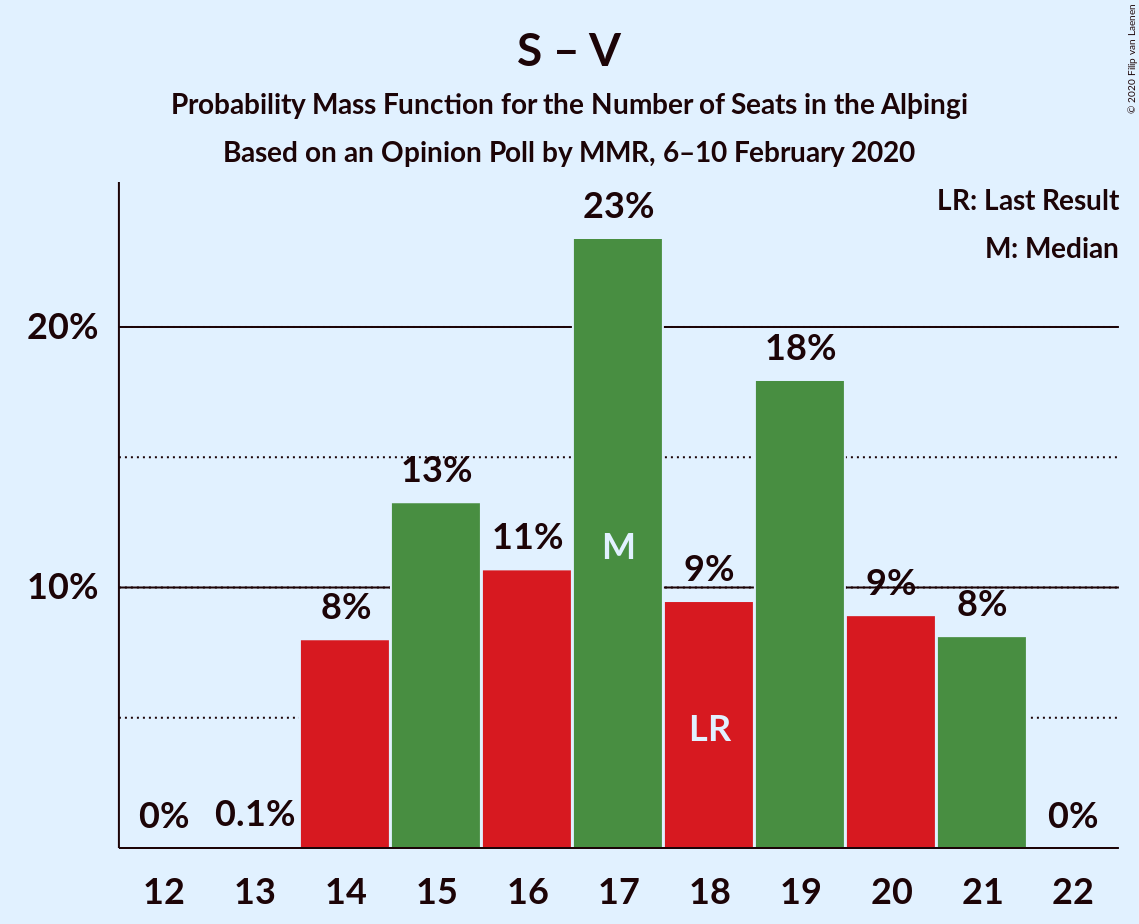 S – V
Probability Mass Function for the Number of Seats in the Alþingi
Based on an Opinion Poll by MMR, 6–10 February 2020
© 2020 Filip van Laenen
LR: Last Result
M: Median
23%
20%
18%
13%
11%
M
9%
10%
9%
8%
8%
LR
0%
0.1%
0%
12 13 14 15 16 17 18 19 20 21 22